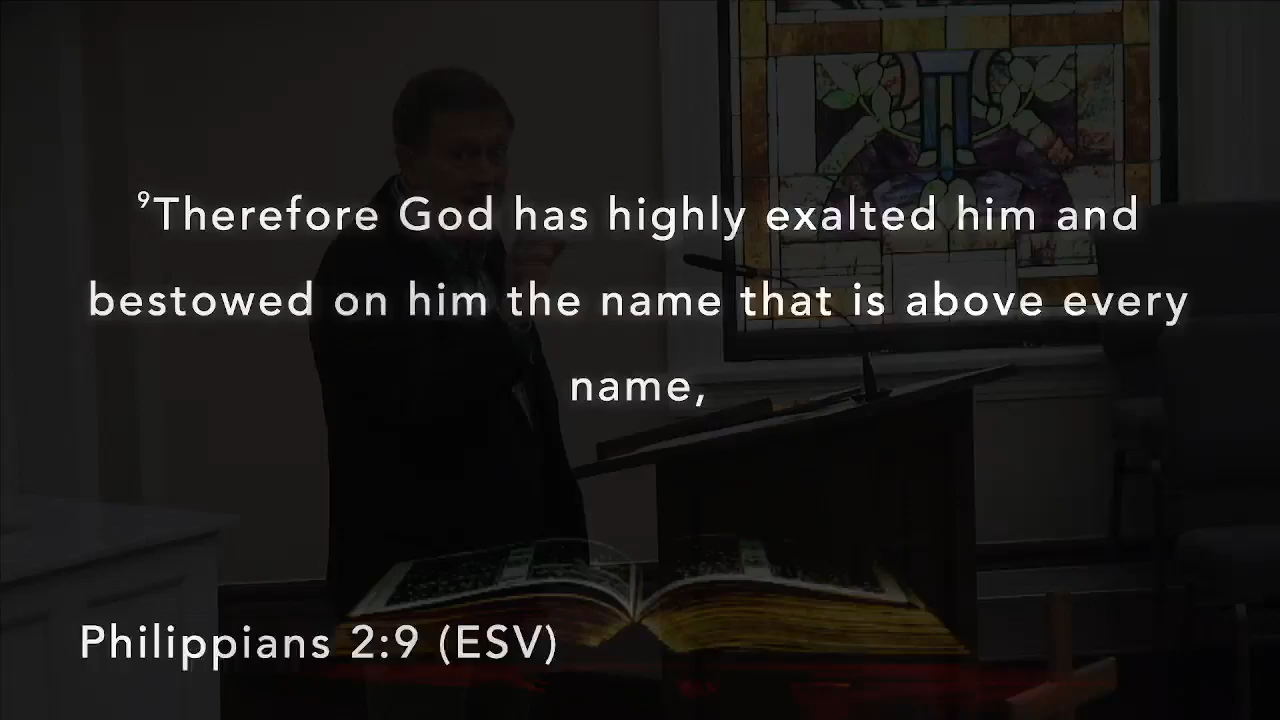 ⁹Therefore God has highly exalted him and
bestowed on him the name that is above every
name,
Philippians 2:9 (ESV)